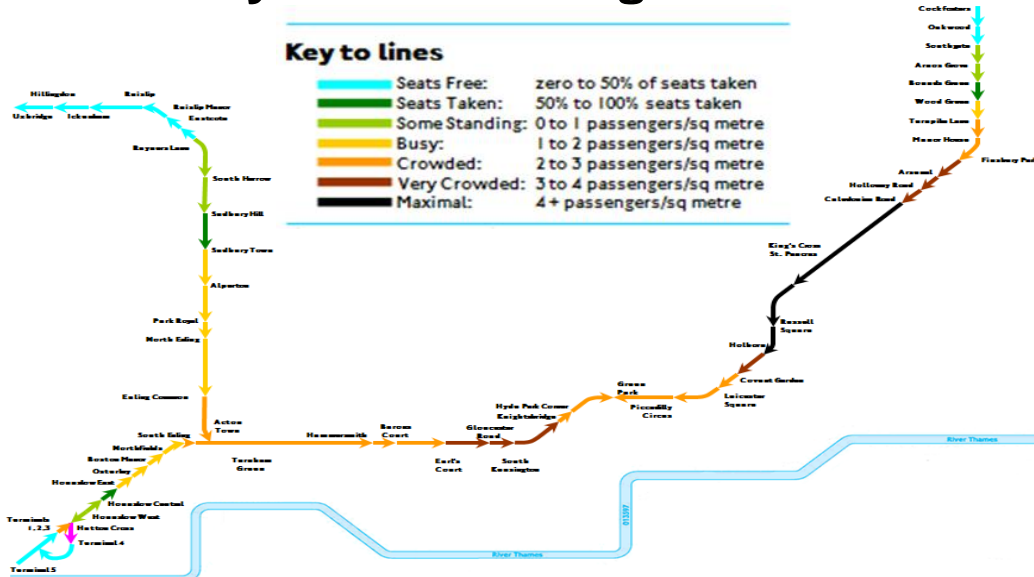 Key to lines
Seats Free: zero to 50% of seats taken
Seats Taken: 50% to 100% seats taken
Some Standing: 0 to 1 passengers/sq metre
Busy: 1 to 2 passengers/sq metre
Crowded: 2 to 3 passengers/sq metre
Very Crowded: 3 to 4 passengers/sq metre
Maximal: 4+ passengers/sq metre
Cockfosters
Oakwood
Southgate
Arnos Grove
Bounds Green
Wood Green
Turnpike Lane
Manor House
Finsbury Park
Arsenal
Holloway Road
Caledonian Road
King's Cross
St. Pancras
Russell
Square
Holborn
Covent Garden
Leicester
Square
Piccadilly
Circus
Green
Park
Hyde Park Corner
Knightsbridge
South
Kensington
Gloucester
Road
Earl's
Court
Barons
Court
Hammersmith
Turnham
Green
Acton
Town
Ealing Common
North Ealing
Park Royal
Alperton
Sudbury Town
Sudbury Hill
South Harrow
Rayners Lane
Eastcote
Ruislip Manor
Ruislip
Ickenham
Hillingdon
Uxbridge
South Ealing
Northfields
Boston Manor
Osterley
Hounslow East
Hounslow Central
Hounslow West
Hatton Cross
Terminals
1,2,3
Terminal 4
Terminal 5
River Thames
River Thames